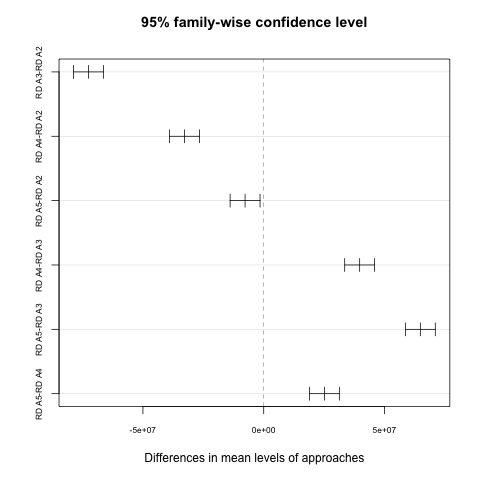 95% family-wise confidence level
RD A3-RD A2
RD A4-RD A2
RD A5-RD A2
RD A4-RD A3
RD A5-RD A3
RD A5-RD A4
-5e+07 0e+00 5e+07
Differences in mean levels of approaches